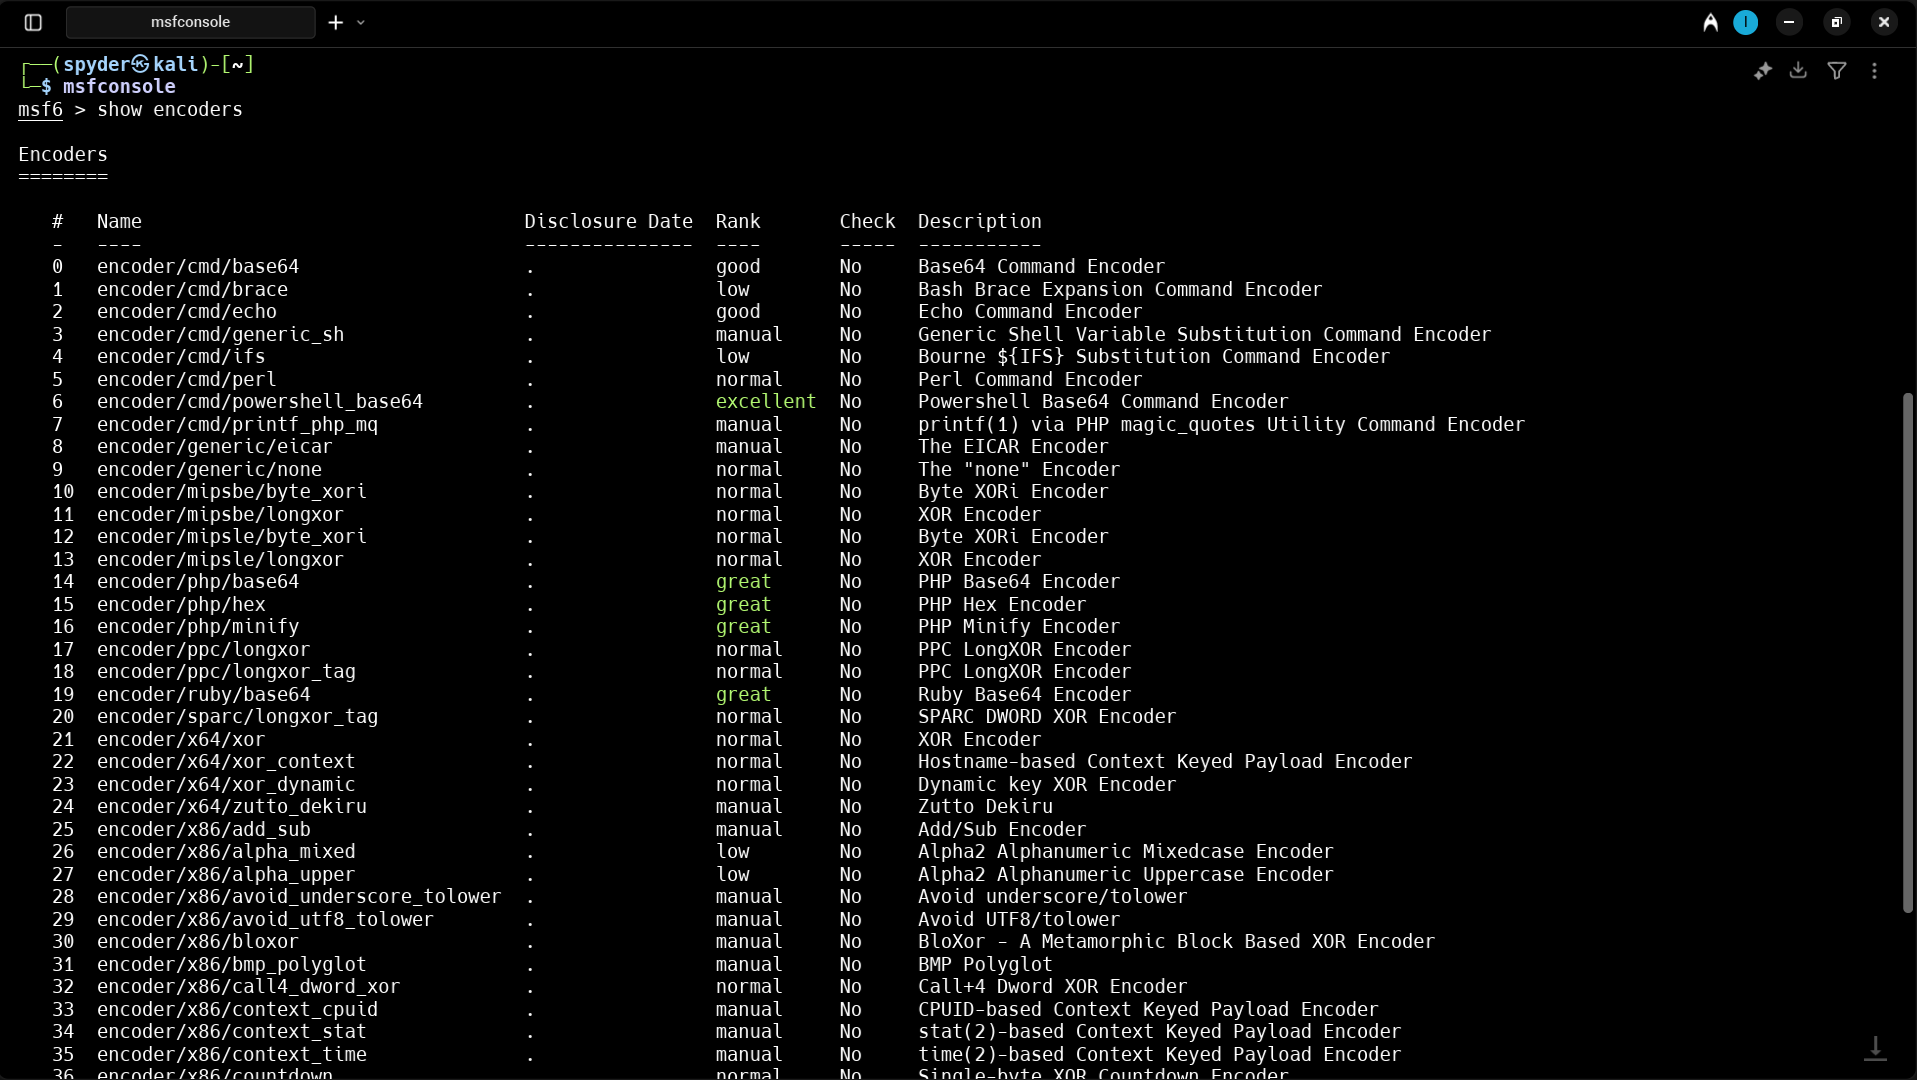 msfconsole
┌──(spyder㉿kali)-[~]
└─$ msfconsole
msf6 > show encoders
Encoders
========
#   Name                                  Disclosure Date  Rank       Check  Description
-   ----                                  ---------------  ----       -----  -----------
0   encoder/cmd/base64                    .                good       No     Base64 Command Encoder
1   encoder/cmd/brace                     .                low        No     Bash Brace Expansion Command Encoder
2   encoder/cmd/echo                      .                good       No     Echo Command Encoder
3   encoder/cmd/generic_sh                .                manual     No     Generic Shell Variable Substitution Command Encoder
4   encoder/cmd/ifs                       .                low        No     Bourne ${IFS} Substitution Command Encoder
5   encoder/cmd/perl                      .                normal     No     Perl Command Encoder
6   encoder/cmd/powershell_base64         .                excellent  No     Powershell Base64 Command Encoder
7   encoder/cmd/printf_php_mq             .                manual     No     printf(1) via PHP magic_quotes Utility Command Encoder
8   encoder/generic/eicar                 .                manual     No     The EICAR Encoder
9   encoder/generic/none                  .                normal     No     The "none" Encoder
10  encoder/mipsbe/byte_xori              .                normal     No     Byte XORi Encoder
11  encoder/mipsbe/longxor                .                normal     No     XOR Encoder
12  encoder/mipsle/byte_xori              .                normal     No     Byte XORi Encoder
13  encoder/mipsle/longxor                .                normal     No     XOR Encoder
14  encoder/php/base64                    .                great      No     PHP Base64 Encoder
15  encoder/php/hex                       .                great      No     PHP Hex Encoder
16  encoder/php/minify                    .                great      No     PHP Minify Encoder
17  encoder/ppc/longxor                   .                normal     No     PPC LongXOR Encoder
18  encoder/ppc/longxor_tag               .                normal     No     PPC LongXOR Encoder
19  encoder/ruby/base64                   .                great      No     Ruby Base64 Encoder
20  encoder/sparc/longxor_tag             .                normal     No     SPARC DWORD XOR Encoder
21  encoder/x64/xor                       .                normal     No     XOR Encoder
22  encoder/x64/xor_context               .                normal     No     Hostname-based Context Keyed Payload Encoder
23  encoder/x64/xor_dynamic               .                normal     No     Dynamic key XOR Encoder
24  encoder/x64/zutto_dekiru              .                manual     No     Zutto Dekiru
25  encoder/x86/add_sub                   .                manual     No     Add/Sub Encoder
26  encoder/x86/alpha_mixed               .                low        No     Alpha2 Alphanumeric Mixedcase Encoder
27  encoder/x86/alpha_upper               .                low        No     Alpha2 Alphanumeric Uppercase Encoder
28  encoder/x86/avoid_underscore_tolower  .                manual     No     Avoid underscore/tolower
29  encoder/x86/avoid_utf8_tolower        .                manual     No     Avoid UTF8/tolower
30  encoder/x86/bloxor                    .                manual     No     BloXor - A Metamorphic Block Based XOR Encoder
31  encoder/x86/bmp_polyglot              .                manual     No     BMP Polyglot
32  encoder/x86/call4_dword_xor           .                normal     No     Call+4 Dword XOR Encoder
33  encoder/x86/context_cpuid             .                manual     No     CPUID-based Context Keyed Payload Encoder
34  encoder/x86/context_stat              .                manual     No     stat(2)-based Context Keyed Payload Encoder
35  encoder/x86/context_time              .                manual     No     time(2)-based Context Keyed Payload Encoder
36  encoder/x86/countdown                                  normal     No     Single-byte XOR Countdown Encoder